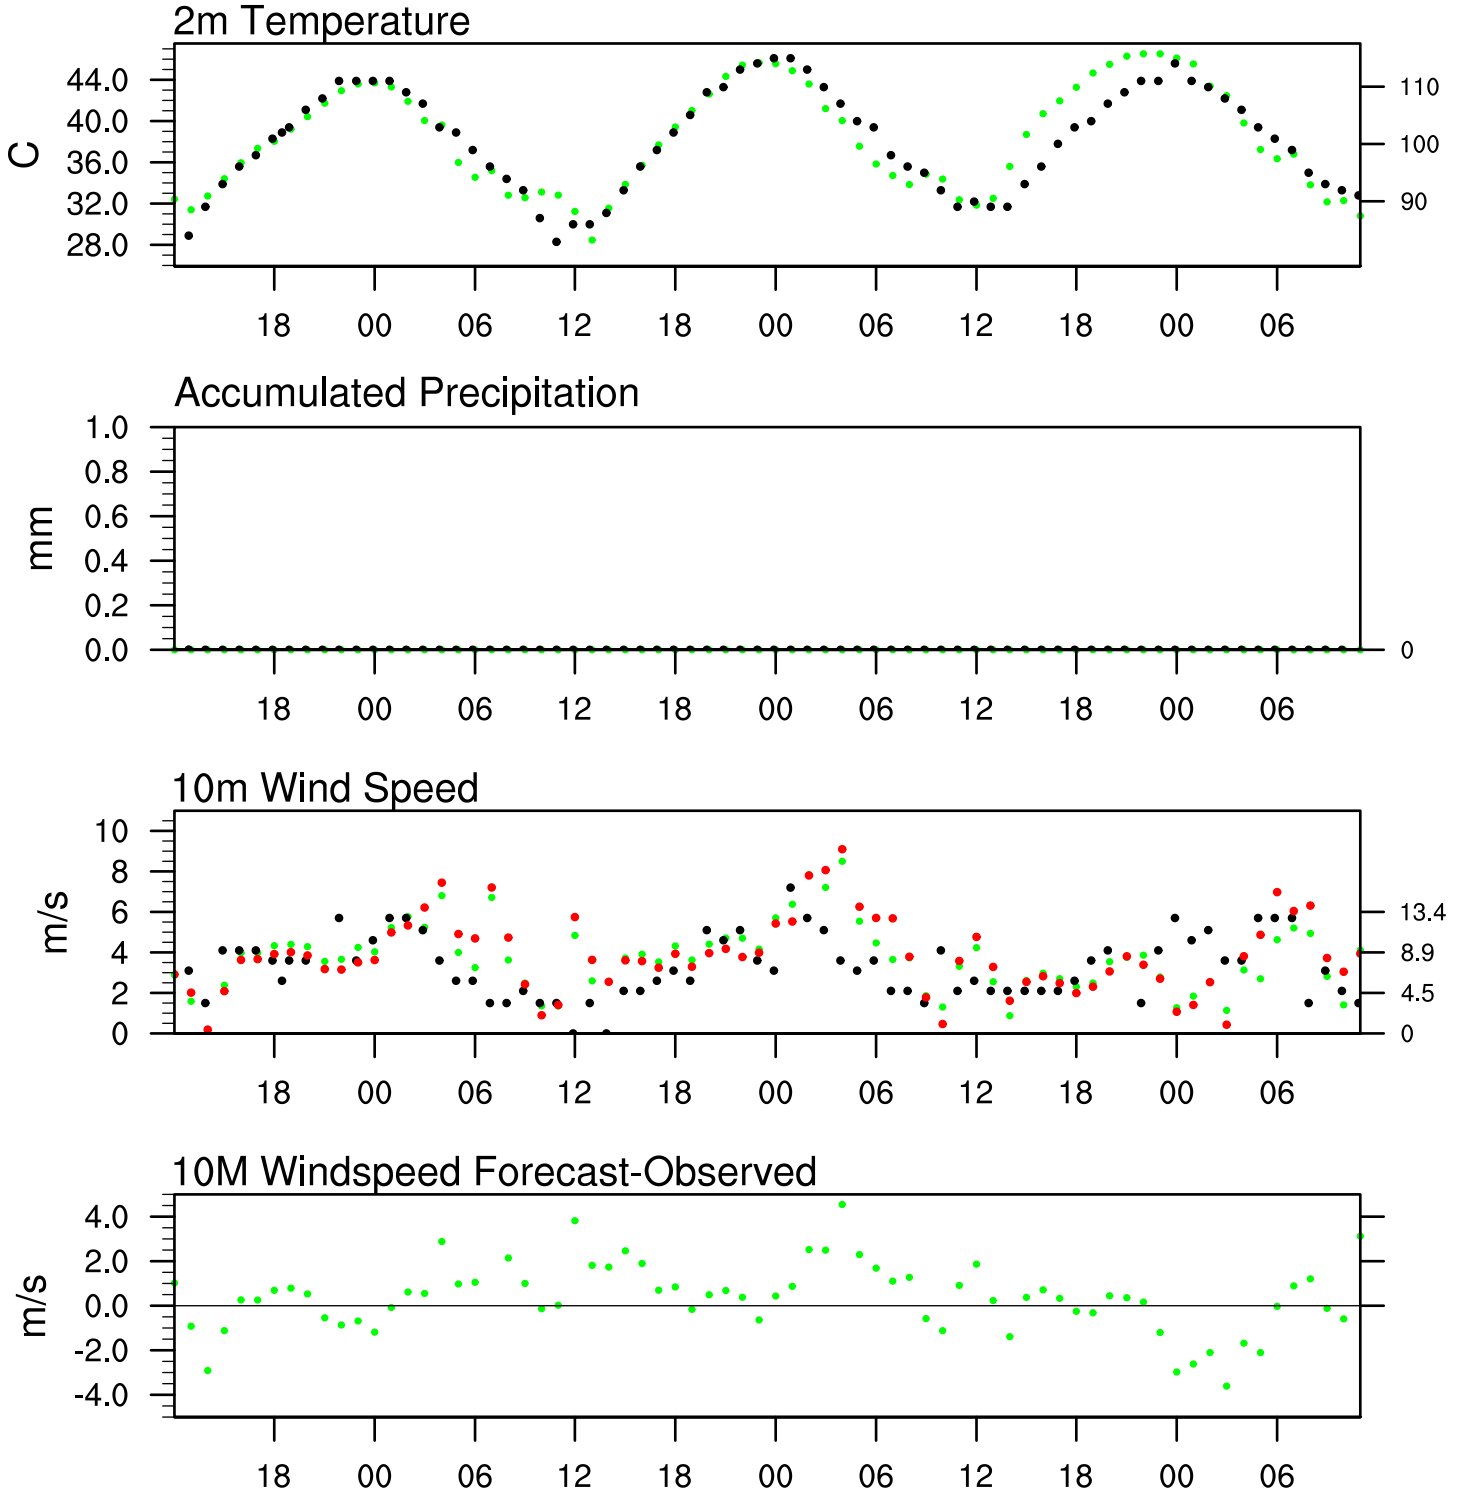 2m Temperature
44.0
40.0
36.0
32.0
28.0
C
110
100
90
18 00 06 12 18 00 06 12 18 00 06
Accumulated Precipitation
1.0
0.8
0.6
0.4
0.2
0.0
mm
0
18 00 06 12 18 00 06 12 18 00 06
10m Wind Speed
10
8
6
4
2
0
m/s
13.4
8.9
4.5
0
18 00 06 12 18 00 06 12 18 00 06
10M Windspeed Forecast-Observed
4.0
2.0
0.0
-2.0
-4.0
m/s
18 00 06 12 18 00 06 12 18 00 06